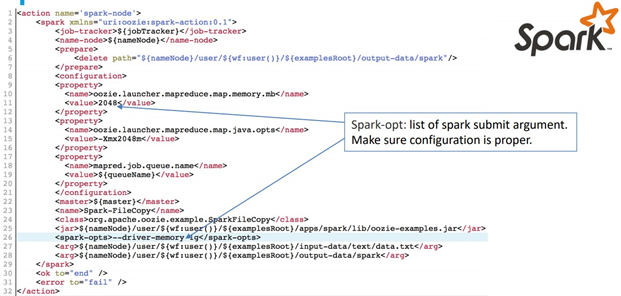 1 <action name='spark-node'>
2 <spark xmlns="uri:oozie:spark-action:0.1">
3 <job-tracker>${jobTracker}</job-tracker>
4 <name-node>${nameNode}</name-node>
5 <prepare>
6 <delete path="${nameNode}/user/${wf:user()}/${examplesRoot}/output-data/spark"/>
7 </prepare>
8 <configuration>
9 <property>
10 <name>oozie.launcher.mapreduce.map.memory.mb</name>
11 <value>2048</value>
12 </property>
13 <property>
14 <name>oozie.launcher.mapreduce.map.java.opts</name>
15 <value>-Xmx2048m</value>
16 </property>
17 <property>
18 <name>mapred.job.queue.name</name>
19 <value>${queueName}</value>
20 </property>
21 </configuration>
22 <master>${master}</master>
23 <name>Spark-FileCopy</name>
24 <class>org.apache.oozie.example.SparkFileCopy</class>
25 <jar>${nameNode}/user/${wf:user()}/${examplesRoot}/apps/spark/lib/oozie-examples.jar</jar>
26 <spark-opts>--driver-memory 1g</spark-opts>
27 <arg>${nameNode}/user/${wf:user()}/${examplesRoot}/input-data/text/data.txt</arg>
28 <arg>${nameNode}/user/${wf:user()}/${examplesRoot}/output-data/spark</arg>
29 </spark>
30 <ok to="end" />
31 <error to="fail" />
32 </action>
Spark™
Spark-opt: list of spark submit argument.
Make sure configuration is proper.